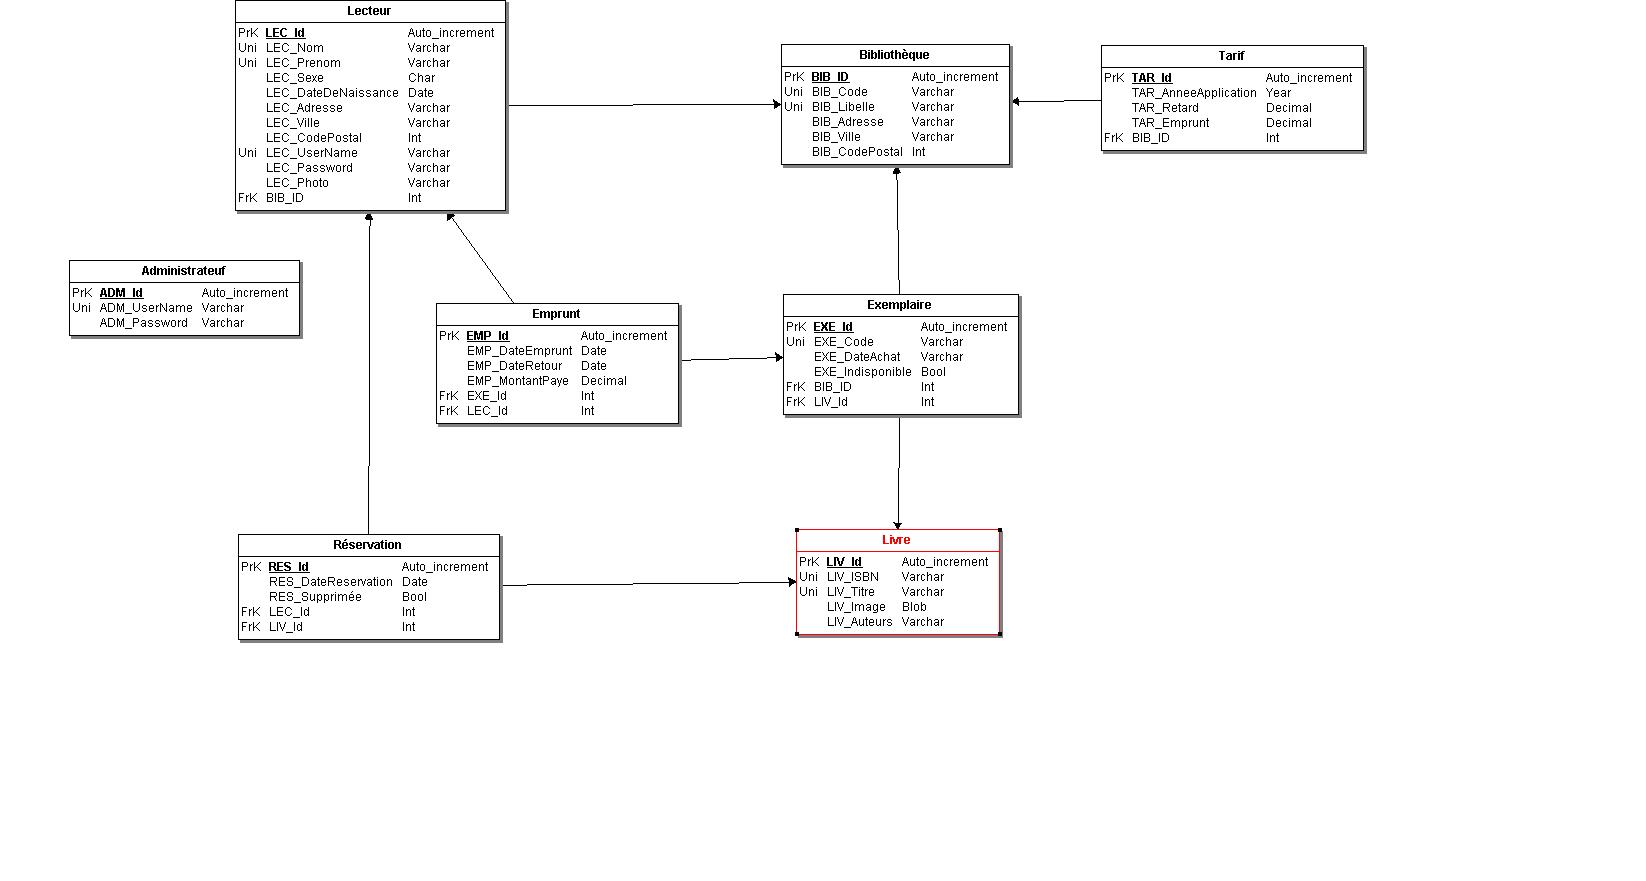 Lecteur
PrK LEC_Id Auto_increment
Uni LEC_Nom Varchar
Uni LEC_Prenom Varchar
LEC_Sexe Char
LEC_DateDeNaissance Date
LEC_Adresse Varchar
LEC_Ville Varchar
LEC_CodePostal Int
Uni LEC_UserName Varchar
LEC_Password Varchar
LEC_Photo Varchar
FrK BIB_ID Int
Bibliothèque
PrK BIB_ID Auto_increment
Uni BIB_Code Varchar
Uni BIB_Libelle Varchar
BIB_Adresse Varchar
BIB_Ville Varchar
BIB_CodePostal Int
Tarif
PrK TAR_Id Auto_increment
TAR_AnneeApplication Year
TAR_Retard Decimal
TAR_Emprunt Decimal
FrK BIB_ID Int
Administrateuf
PrK ADM_Id Auto_increment
Uni ADM_UserName Varchar
ADM_Password Varchar
Emprunt
PrK EMP_Id Auto_increment
EMP_DateEmprunt Date
EMP_DateRetour Date
EMP_MontantPaye Decimal
FrK EXE_Id Int
FrK LEC_Id Int
Exemplaire
PrK EXE_Id Auto_increment
Uni EXE_Code Varchar
EXE_DateAchat Varchar
EXE_Indisponible Bool
FrK BIB_ID Int
FrK LIV_Id Int
Réservation
PrK RES_Id Auto_increment
RES_DateReservation Date
RES_Supprimée Bool
FrK LEC_Id Int
FrK LIV_Id Int
Livre
PrK LIV_Id Auto_increment
Uni LIV_ISBN Varchar
Uni LIV_Titre Varchar
LIV_Image Blob
LIV_Auteurs Varchar